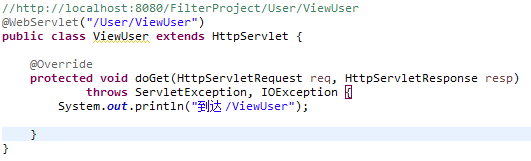 //http://localhost:8080/FilterProject/User/ViewUser
@WebServlet("/User/ViewUser")
public class ViewUser extends HttpServlet {
@Override
protected void doGet(HttpServletRequest req, HttpServletResponse resp)
throws ServletException, IOException {
System.out.println("到达/ViewUser");
}
}